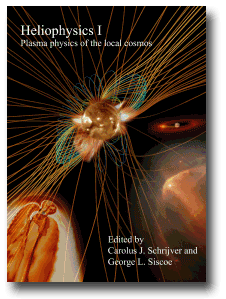 Heliophysics I
Plasma physics of the local cosmos
Edited by
Carolus J. Schrijver and
George L. Siscoe